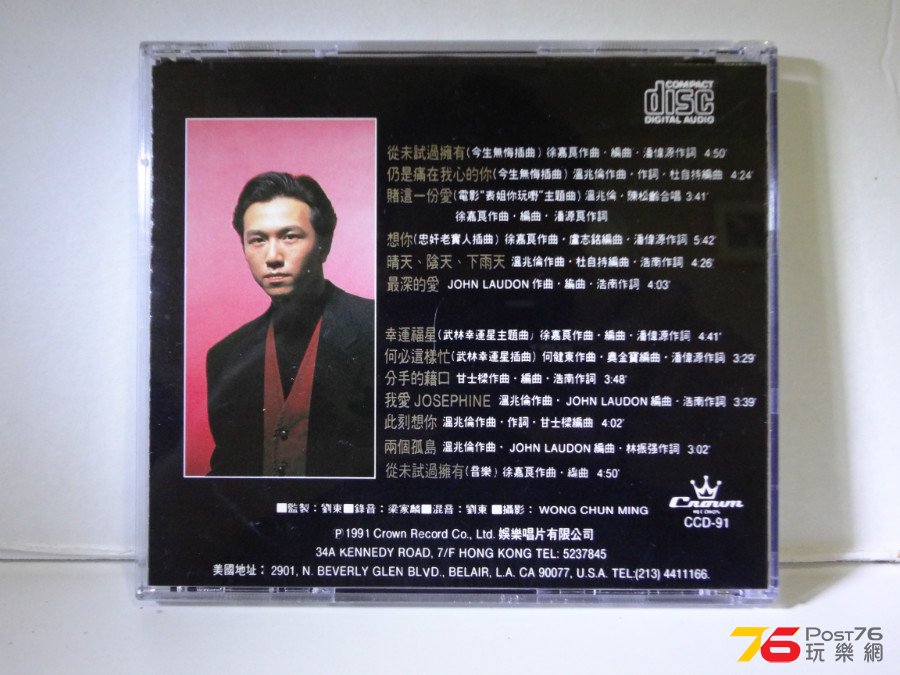 COMPACT
disc
DIGITAL AUDIO
從未試過擁有(今生無悔插曲) 徐嘉良作曲·編曲·潘偉源作詞 4:50'
仍是痛在我心的你(今生無悔插曲) 溫兆倫作曲·作詞·杜自持編曲 4:24'
賭這一份愛(電影"表姐你玩嘢"主題曲) 溫兆倫·陳松齡合唱 3:41'
徐嘉良作曲·編曲·潘源良作詞
想你(忠奸老實人插曲) 徐嘉良作曲·盧志銘編曲·潘偉源作詞 5:42'
晴天、陰天、下雨天 溫兆倫作曲·杜自持編曲·浩南作詞 4:26'
最深的愛 JOHN LAUDON 作曲·編曲·浩南作詞 4:03'
幸運福星(武林幸運星主題曲) 徐嘉良作曲·編曲·潘偉源作詞 4:41'
何必這樣忙(武林幸運星插曲) 何健東作曲·奧金寶編曲·潘偉源作詞 3:29'
分手的藉口 甘士樑作曲·編曲·浩南作詞 3:48'
我愛 JOSEPHINE 溫兆倫作曲·JOHN LAUDON 編曲·浩南作詞 3:39'
此刻想你 溫兆倫作曲·作詞·甘士樑編曲 4:02'
兩個孤島 溫兆倫作曲·JOHN LAUDON 編曲·林振强作詞 3:02'
從未試過擁有(音樂) 徐嘉良作曲·編曲 4:50'
■監製:劉東■錄音:梁家麟■混音:劉東■攝影: WONG CHUN MING
Crown
RECORDS
CCD-91
℗1991 Crown Record Co., Ltd. 娛樂唱片有限公司
34A KENNEDY ROAD, 7/F HONG KONG TEL: 5237845
美國地址: 2901, N. BEVERLY GLEN BLVD., BELAIR, L.A. CA 90077, U.S.A. TEL:(213) 4411166.
76 Post76
玩樂網